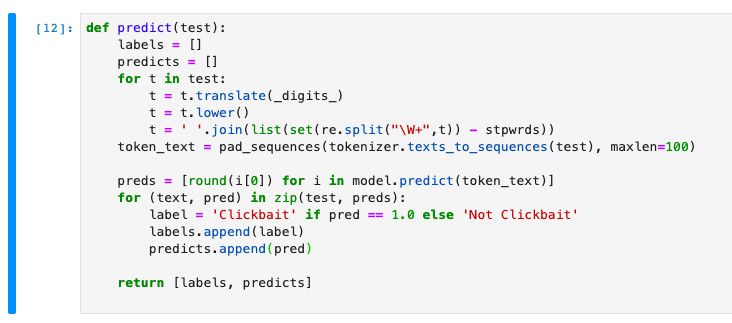 [12]: def predict(test):
    labels = []
    predicts = []
    for t in test:
        t = t.translate(_digits_)
        t = t.lower()
        t = ' '.join(list(set(re.split("\W+",t)) - stpwrds))
    token_text = pad_sequences(tokenizer.texts_to_sequences(test), maxlen=100)

    preds = [round(i[0]) for i in model.predict(token_text)]
    for (text, pred) in zip(test, preds):
        label = 'Clickbait' if pred == 1.0 else 'Not Clickbait'
        labels.append(label)
        predicts.append(pred)

    return [labels, predicts]